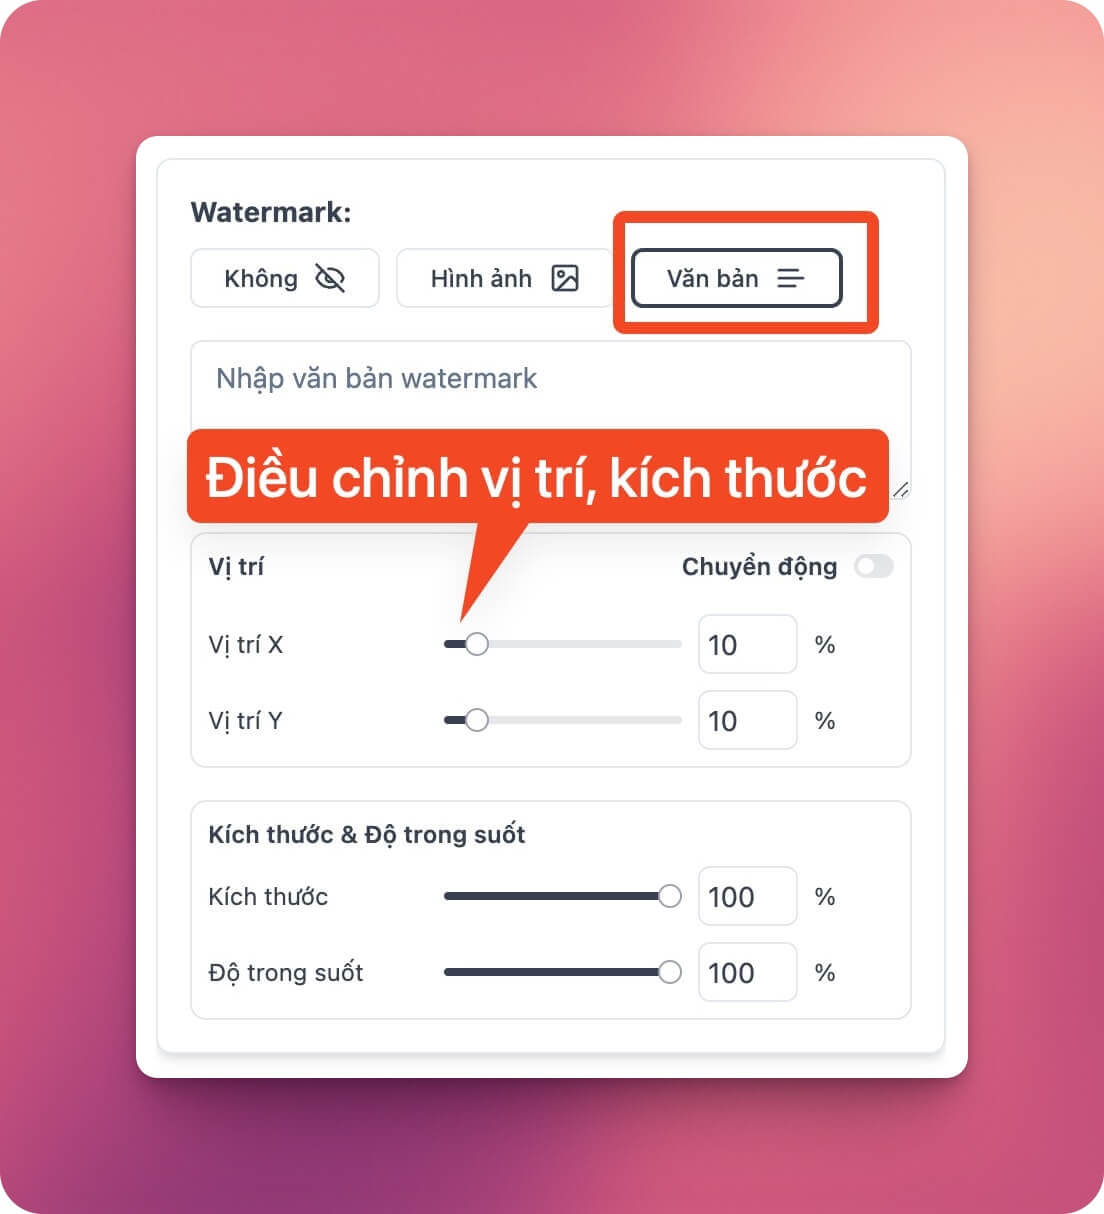 Watermark:
Không
Hình ảnh
Văn bản
Nhập văn bản watermark
Điều chỉnh vị trí, kích thước
Vị trí
Chuyển động
Vị trí X
10
%
Vị trí Y
10
%
Kích thước & Độ trong suốt
Kích thước
100
%
Độ trong suốt
100
%